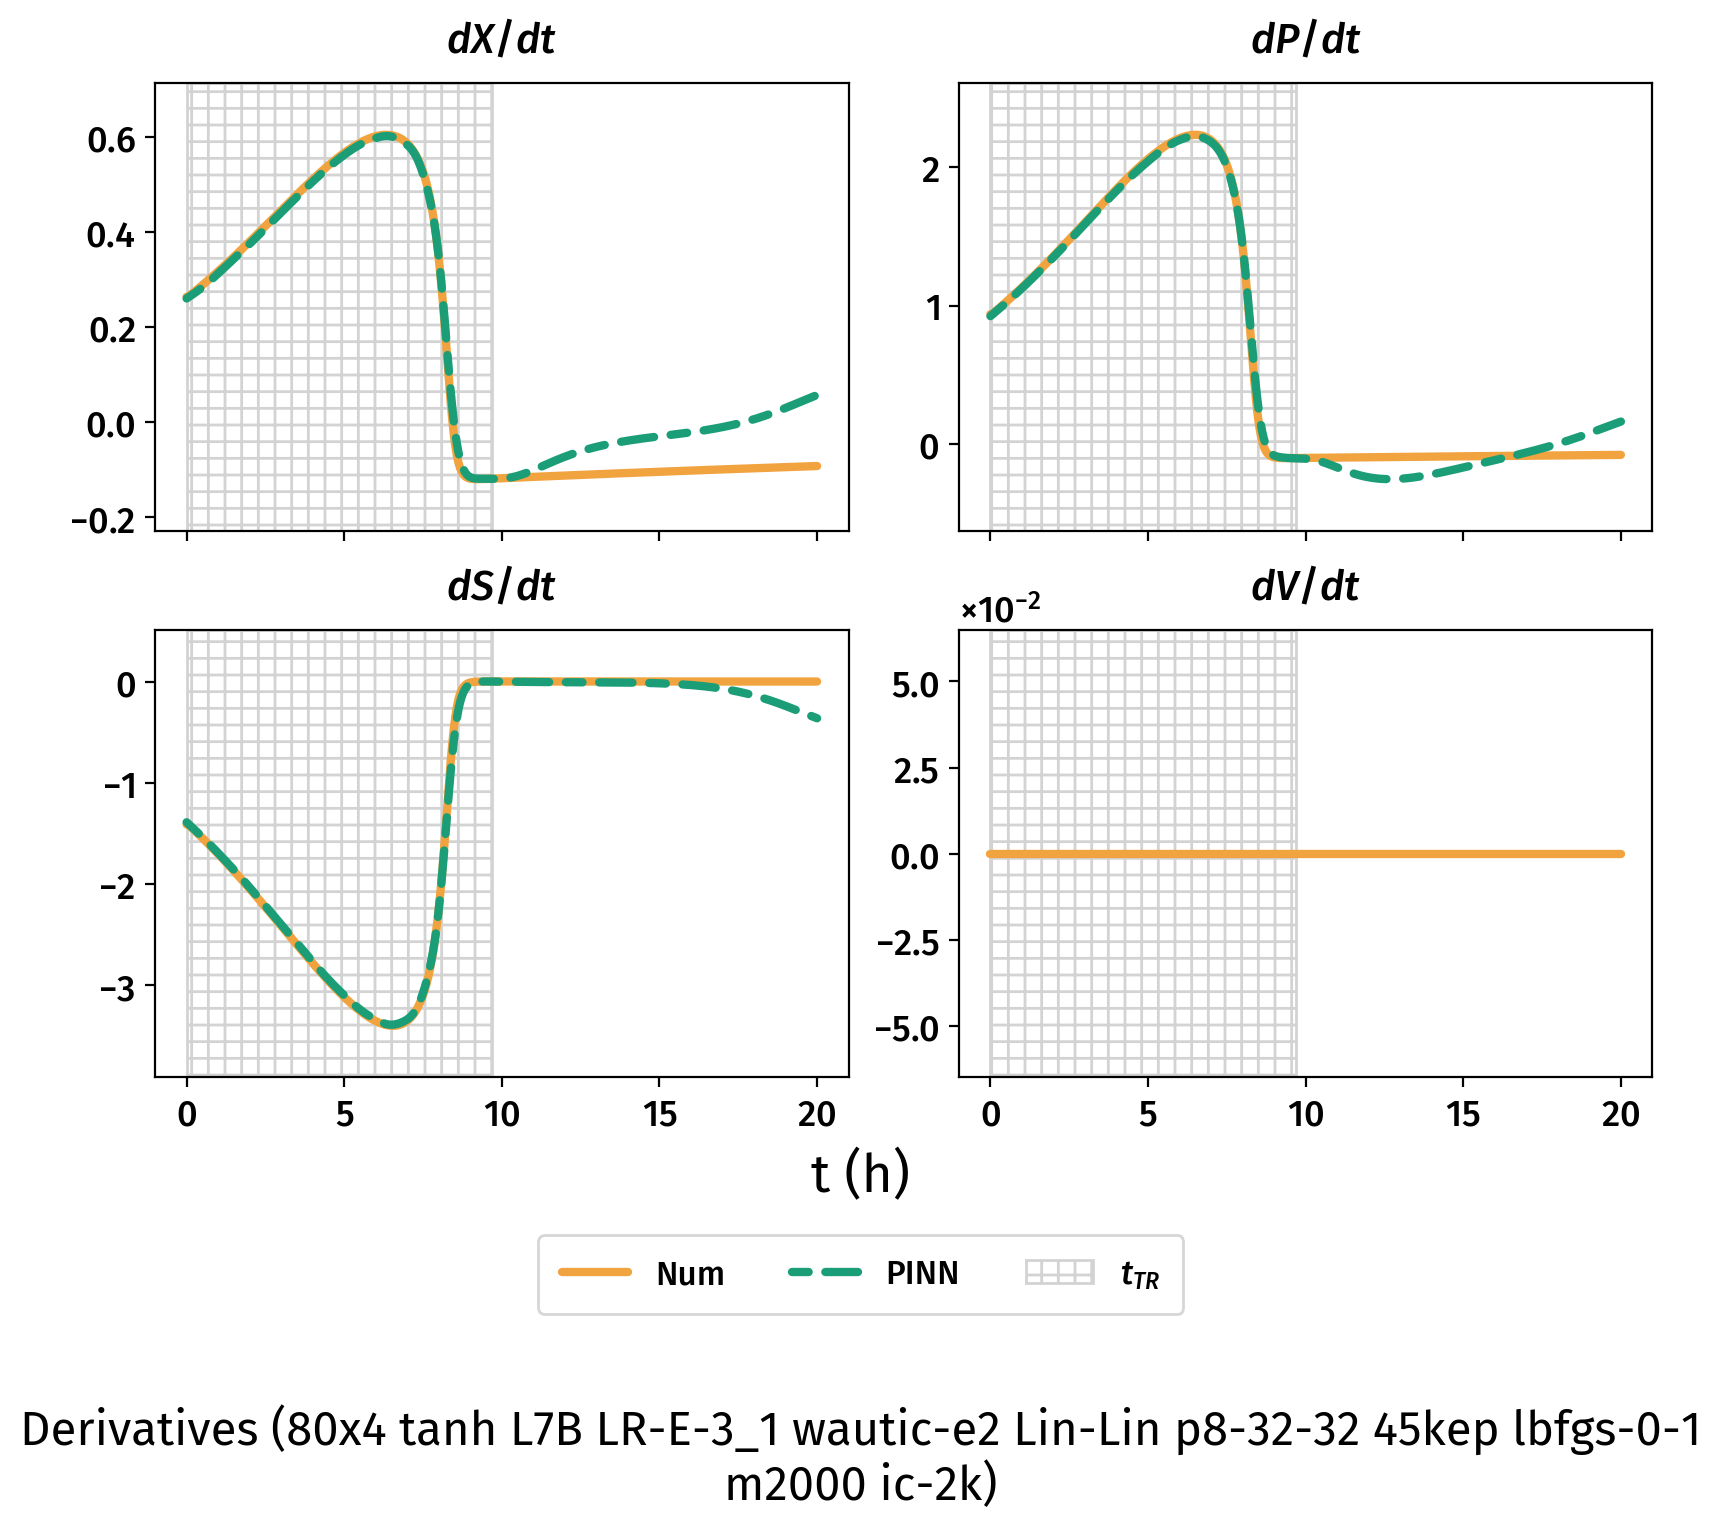 dX/dt
dP/dt
0.6
0.4
0.2
0.0
−0.2
2
1
0
dS/dt
dV/dt
×10⁻²
0
−1
−2
−3
5.0
2.5
0.0
−2.5
−5.0
0 5 10 15 20
0 5 10 15 20
t (h)
Num PINN t_TR
Derivatives (80x4 tanh L7B LR-E-3_1 wautic-e2 Lin-Lin p8-32-32 45kep lbfgs-0-1
m2000 ic-2k)